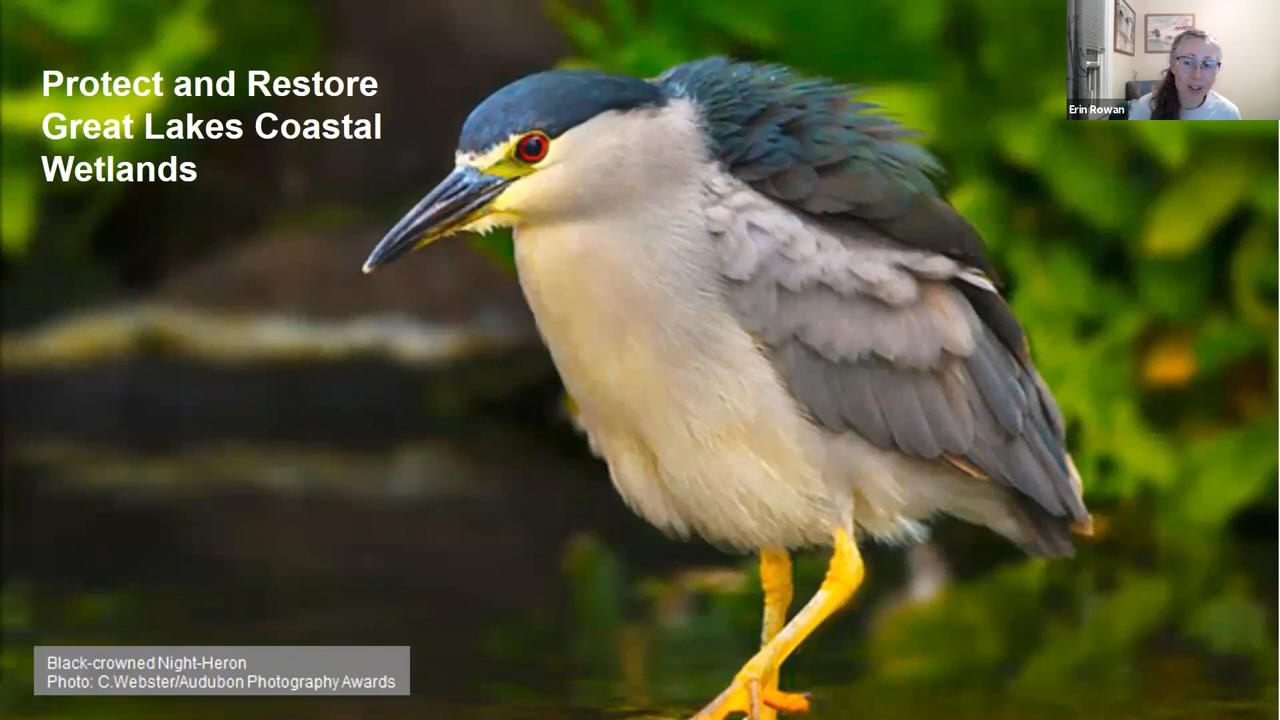 Protect and Restore
Great Lakes Coastal
Wetlands
Erin Rowan
Black-crowned Night-Heron
Photo: C.Webster/Audubon Photography Awards